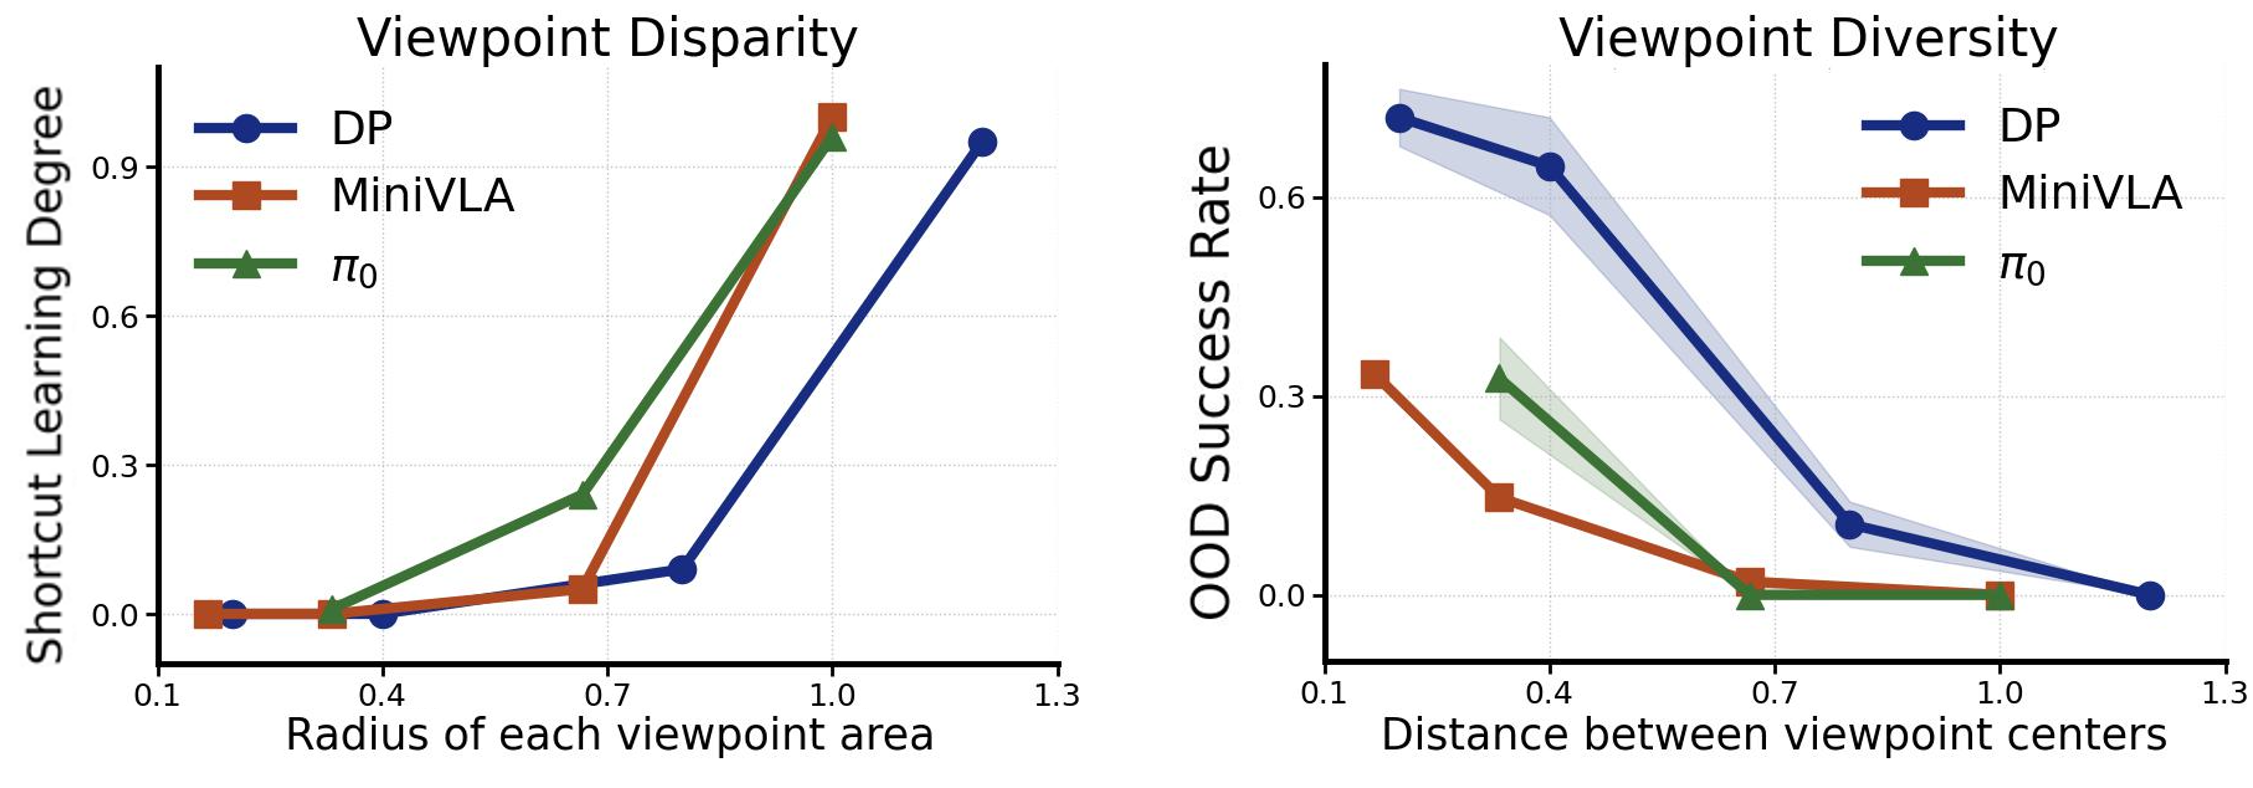 Viewpoint Disparity
Shortcut Learning Degree
0.9
0.6
0.3
0.0
DP
MiniVLA
π₀
0.1 0.4 0.7 1.0 1.3
Radius of each viewpoint area
Viewpoint Diversity
OOD Success Rate
0.6
0.3
0.0
DP
MiniVLA
π₀
0.1 0.4 0.7 1.0 1.3
Distance between viewpoint centers